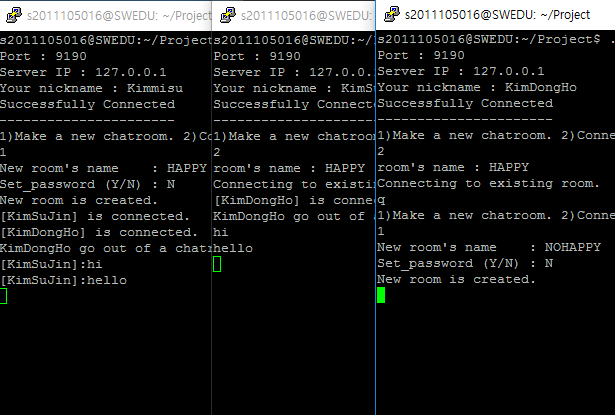 s2011105016@SWEDU: ~/Project
s2011105016@SWEDU:~/Project
Port : 9190
Server IP : 127.0.0.1
Your nickname : Kimmisu
Successfully Connected
----------------------
1)Make a new chatroom. 2)Co
1
New room's name    : HAPPY
Set_password (Y/N) : N
New room is created.
[KimSuJin] is connected.
[KimDongHo] is connected.
KimDongHo go out of a chat
[KimSuJin]:hi
[KimSuJin]:hello
s2011105016@SWEDU: ~/Project
s2011105016@SWEDU:~
Port : 9190
Server IP : 127.0.0.1
Your nickname : KimSu
Successfully Connected
----------------------
1)Make a new chatroom
2
room's name : HAPPY
Connecting to existin
[KimDongHo] is connec
KimDongHo go out of a
hi
hello
s2011105016@SWEDU: ~/Project
s2011105016@SWEDU:~/Project$ .
Port : 9190
Server IP : 127.0.0.1
Your nickname : KimDongHo
Successfully Connected
----------------------
1)Make a new chatroom. 2)Conne
2
room's name : HAPPY
Connecting to existing room.
q
1)Make a new chatroom. 2)Conne
1
New room's name    : NOHAPPY
Set_password (Y/N) : N
New room is created.